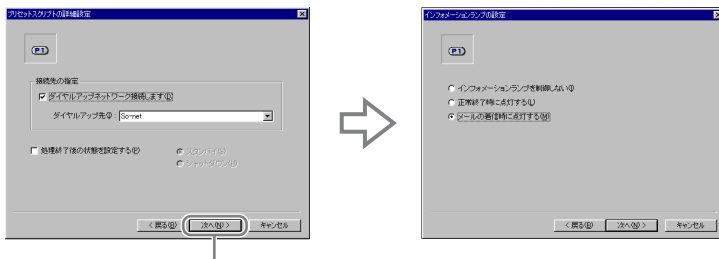 プリセットスクリプトの詳細設定
P1
接続先の指定
ダイヤルアップネットワーク接続します(D)
ダイヤルアップ先(I): So-net
処理終了後の状態を設定する(P)
スタンバイ(S)
シャットダウン(H)
< 戻る(B)
次へ(N) >
キャンセル
インフォメーションランプの設定
P1
インフォメーションランプを制御しない(I)
正常終了時に点灯する(L)
メールの着信時に点灯する(M)
< 戻る(B)
次へ(N) >
キャンセル